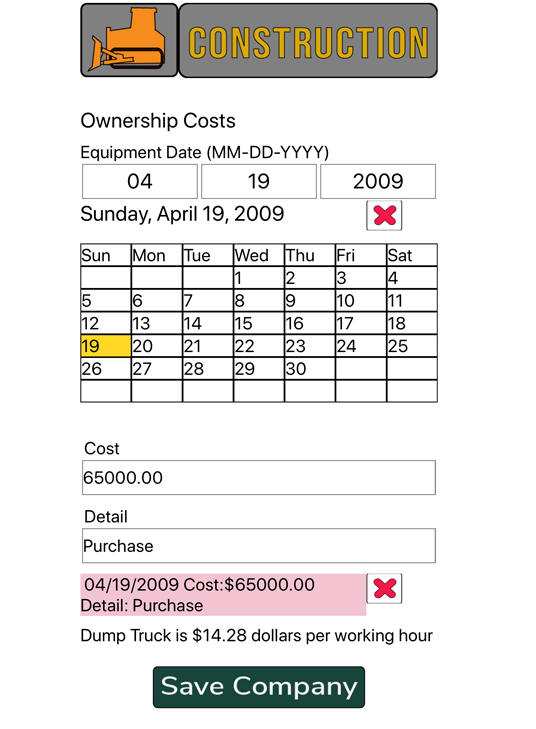 CONSTRUCTION
Ownership Costs
Equipment Date (MM-DD-YYYY)
04 19 2009
Sunday, April 19, 2009
Sun Mon Tue Wed Thu Fri Sat
1 2 3 4
5 6 7 8 9 10 11
12 13 14 15 16 17 18
19 20 21 22 23 24 25
26 27 28 29 30
Cost
65000.00
Detail
Purchase
04/19/2009 Cost:$65000.00
Detail: Purchase
Dump Truck is $14.28 dollars per working hour
Save Company